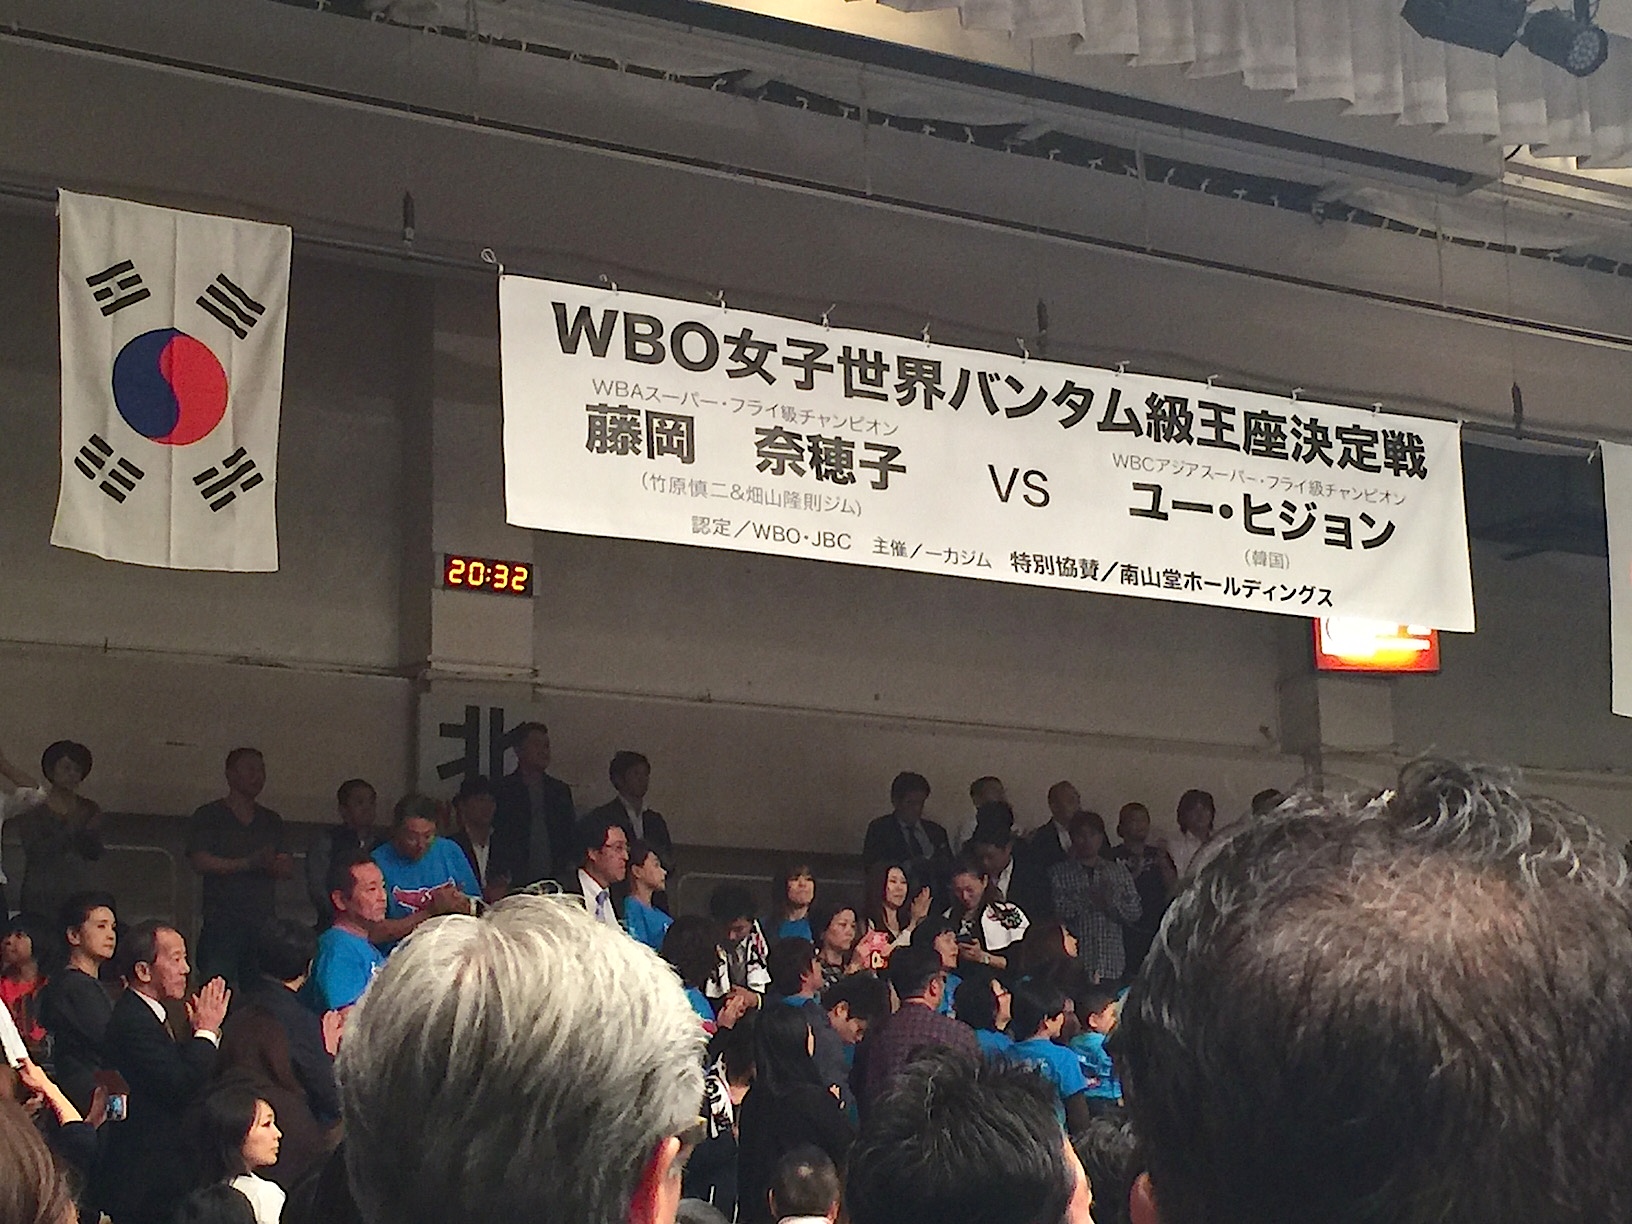 WBO女子世界バンタム級王座決定戦
WBAスーパー・フライ級チャンピオン
藤岡 奈穂子
(竹原慎二&畑山隆則ジム)
VS
WBCアジアスーパー・フライ級チャンピオン
ユー・ヒジョン
(韓国)
認定/WBO・JBC 主催/一力ジム 特別協賛/南山堂ホールディングス
20:32
北